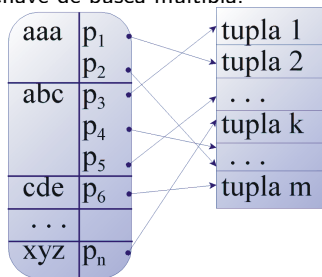 chave de busca múltipla.
aaa p1
p2
abc p3
p4
p5
cde p6
. . .
xyz pn
tupla 1
tupla 2
. . .
tupla k
. . .
tupla m